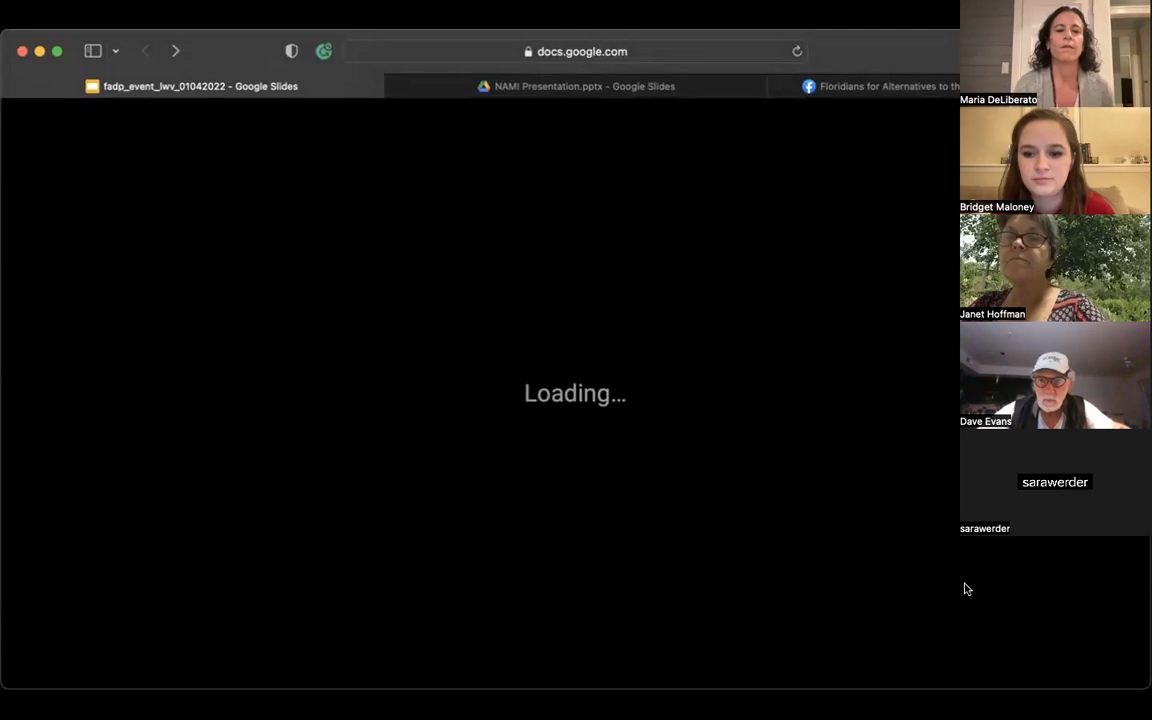 docs.google.com
fadp_event_lwv_01042022 - Google Slides
NAMI Presentation.pptx - Google Slides
Floridians for Alternatives to th
Loading...
Maria DeLiberato
Bridget Maloney
Janet Hoffman
Dave Evans
sarawerder
sarawerder